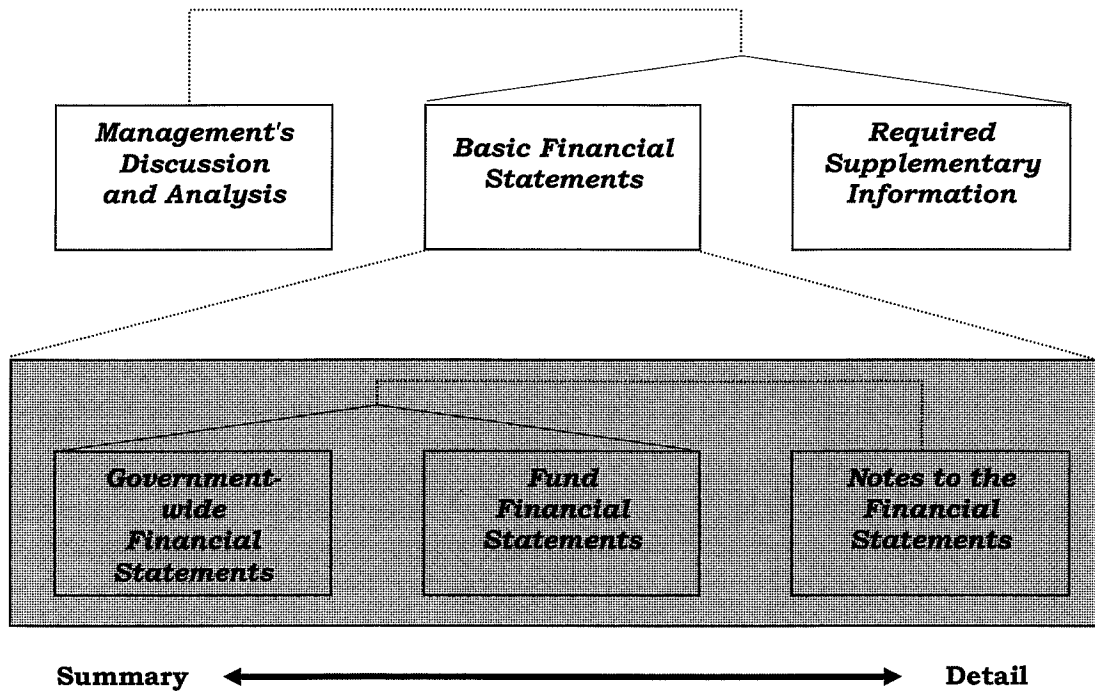 Management's
Discussion
and Analysis
Basic Financial
Statements
Required
Supplementary
Information
Government-
wide
Financial
Statements
Fund
Financial
Statements
Notes to the
Financial
Statements
Summary
Detail